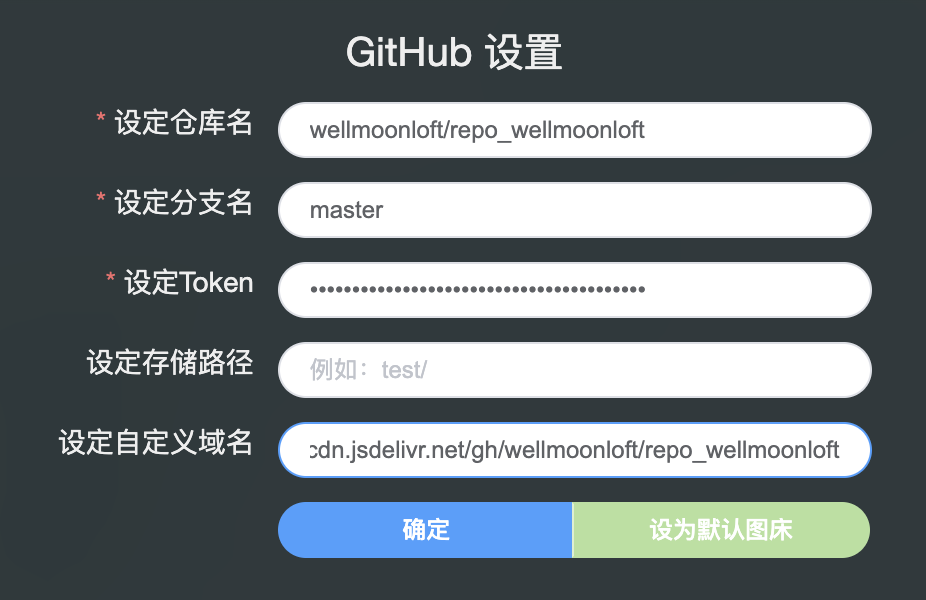 GitHub 设置
* 设定仓库名
wellmoonloft/repo_wellmoonloft
* 设定分支名
master
* 设定Token
••••••••••••••••••••••••••••••••••••••••
设定存储路径
例如：test/
设定自定义域名
cdn.jsdelivr.net/gh/wellmoonloft/repo_wellmoonloft
确定
设为默认图床